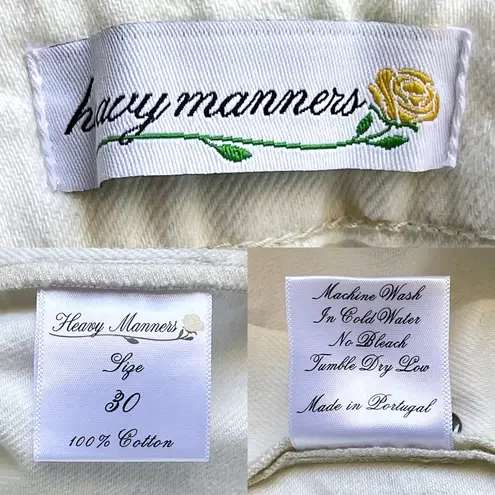 heavy manners
Heavy Manners
Size
30
100% Cotton
Machine Wash
In Cold Water
No Bleach
Tumble Dry Low
Made in Portugal